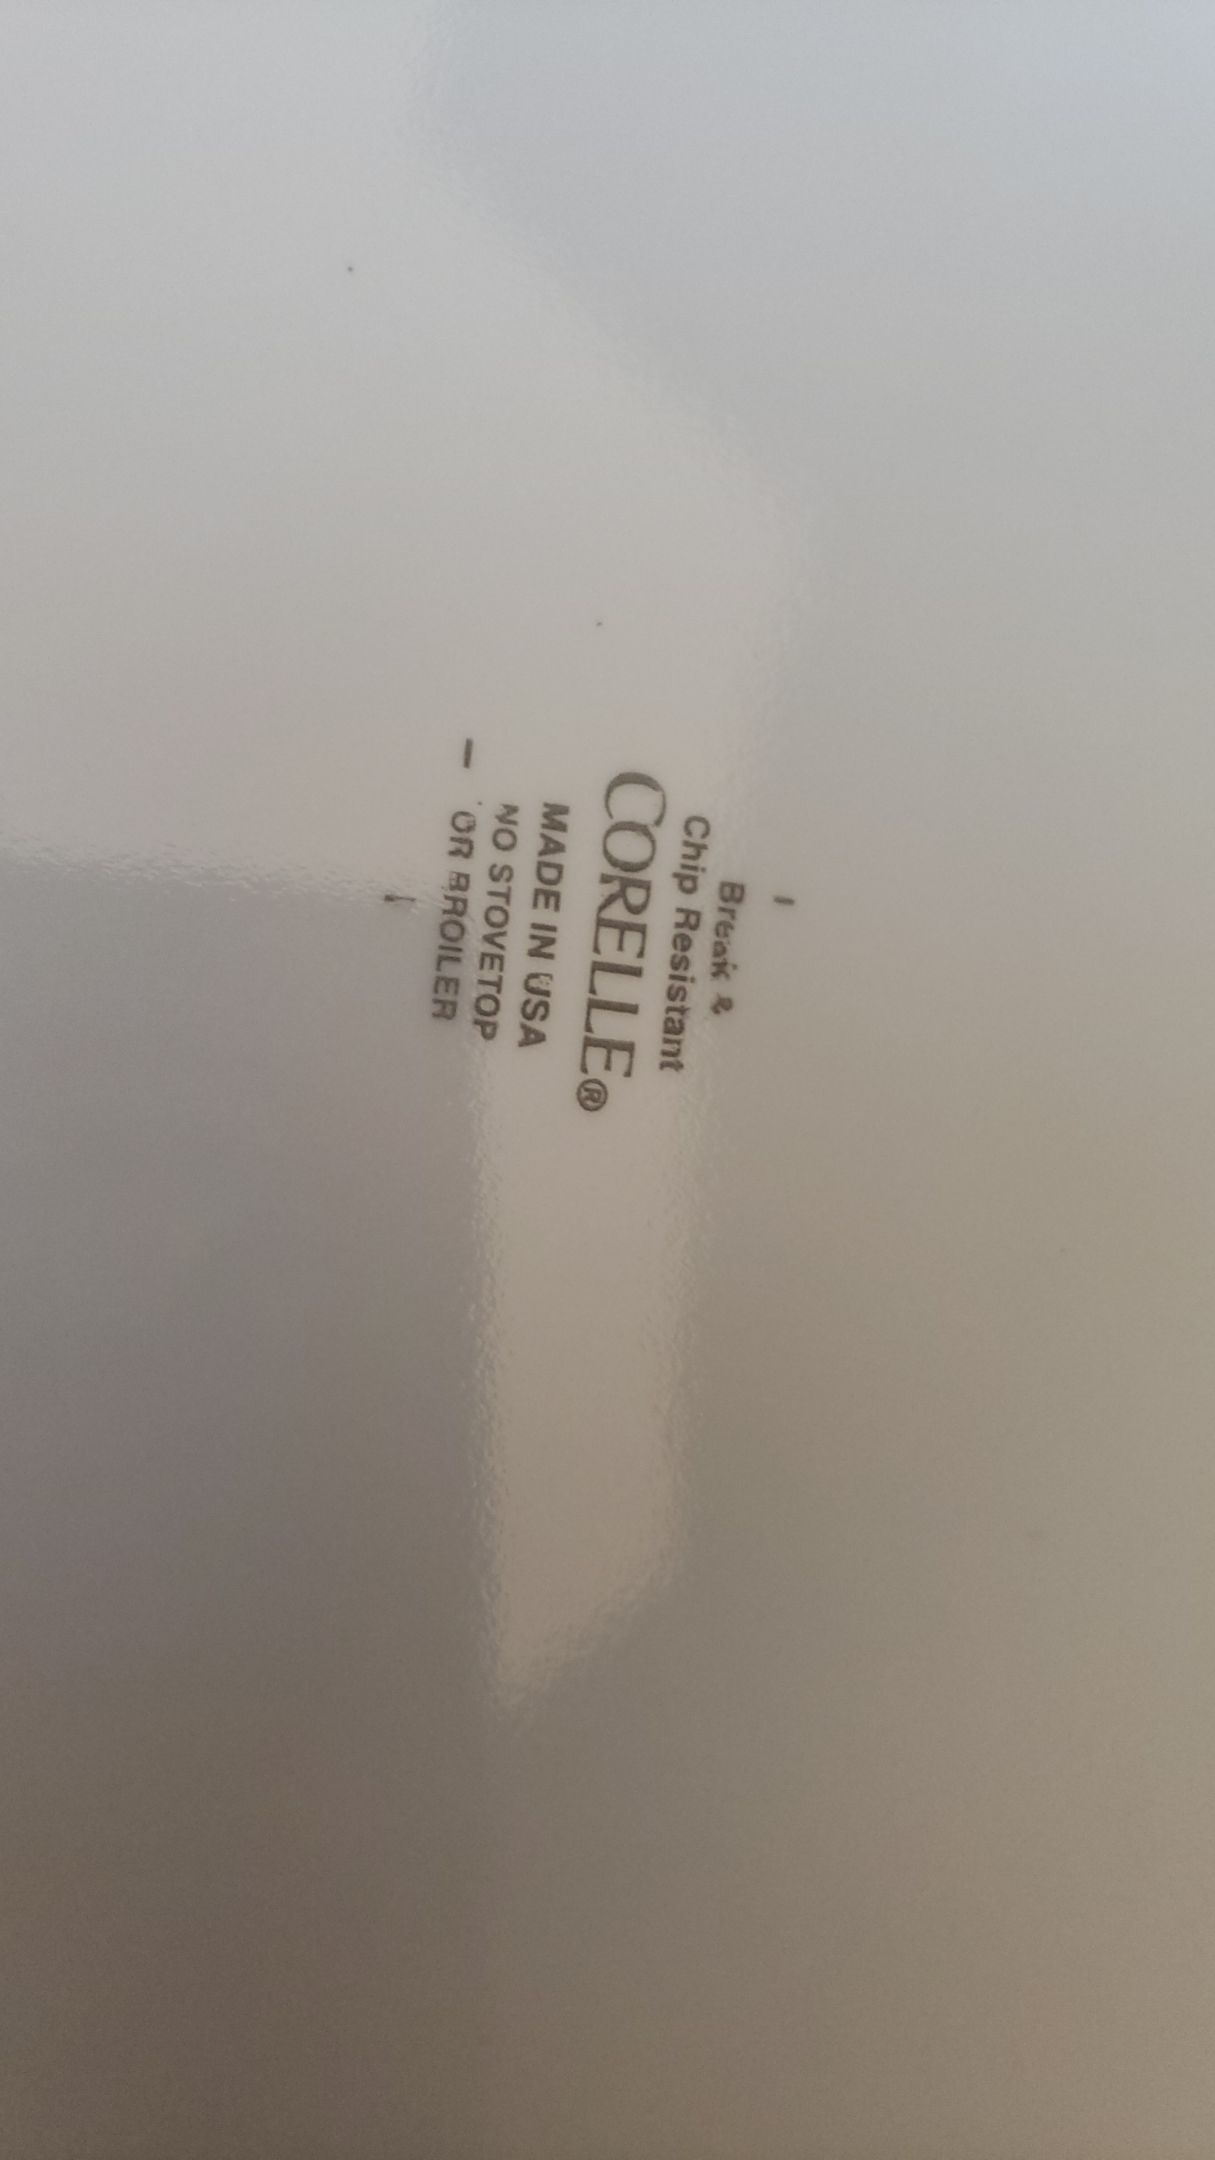 Break &
Chip Resistant
CORELLE®
MADE IN USA
NO STOVETOP
OR BROILER